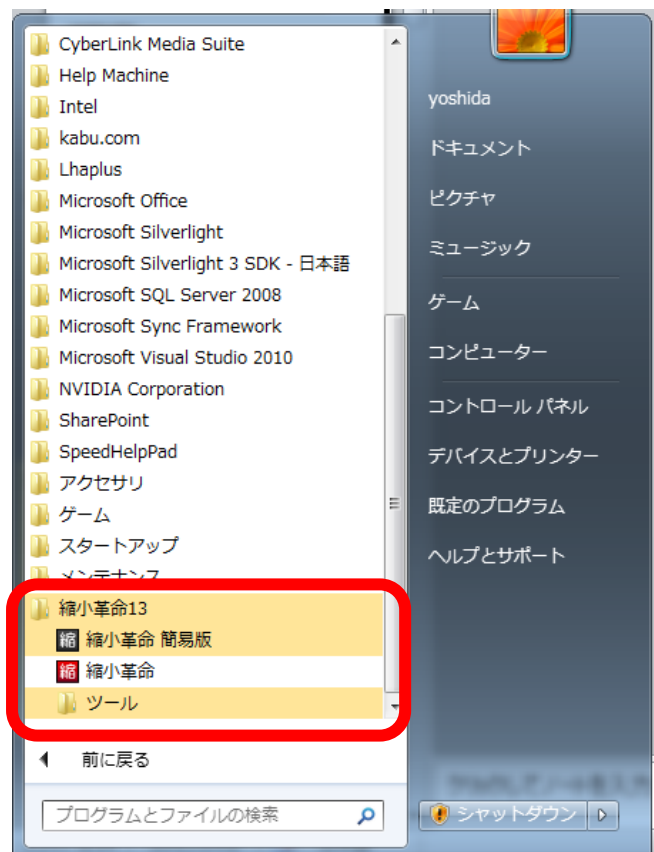 CyberLink Media Suite
Help Machine
Intel
kabu.com
Lhaplus
Microsoft Office
Microsoft Silverlight
Microsoft Silverlight 3 SDK - 日本語
Microsoft SQL Server 2008
Microsoft Sync Framework
Microsoft Visual Studio 2010
NVIDIA Corporation
SharePoint
SpeedHelpPad
アクセサリ
ゲーム
スタートアップ
メンテナンス
縮小革命13
縮 縮小革命 簡易版
縮 縮小革命
ツール
前に戻る
プログラムとファイルの検索
yoshida
ドキュメント
ピクチャ
ミュージック
ゲーム
コンピューター
コントロール パネル
デバイスとプリンター
既定のプログラム
ヘルプとサポート
シャットダウン